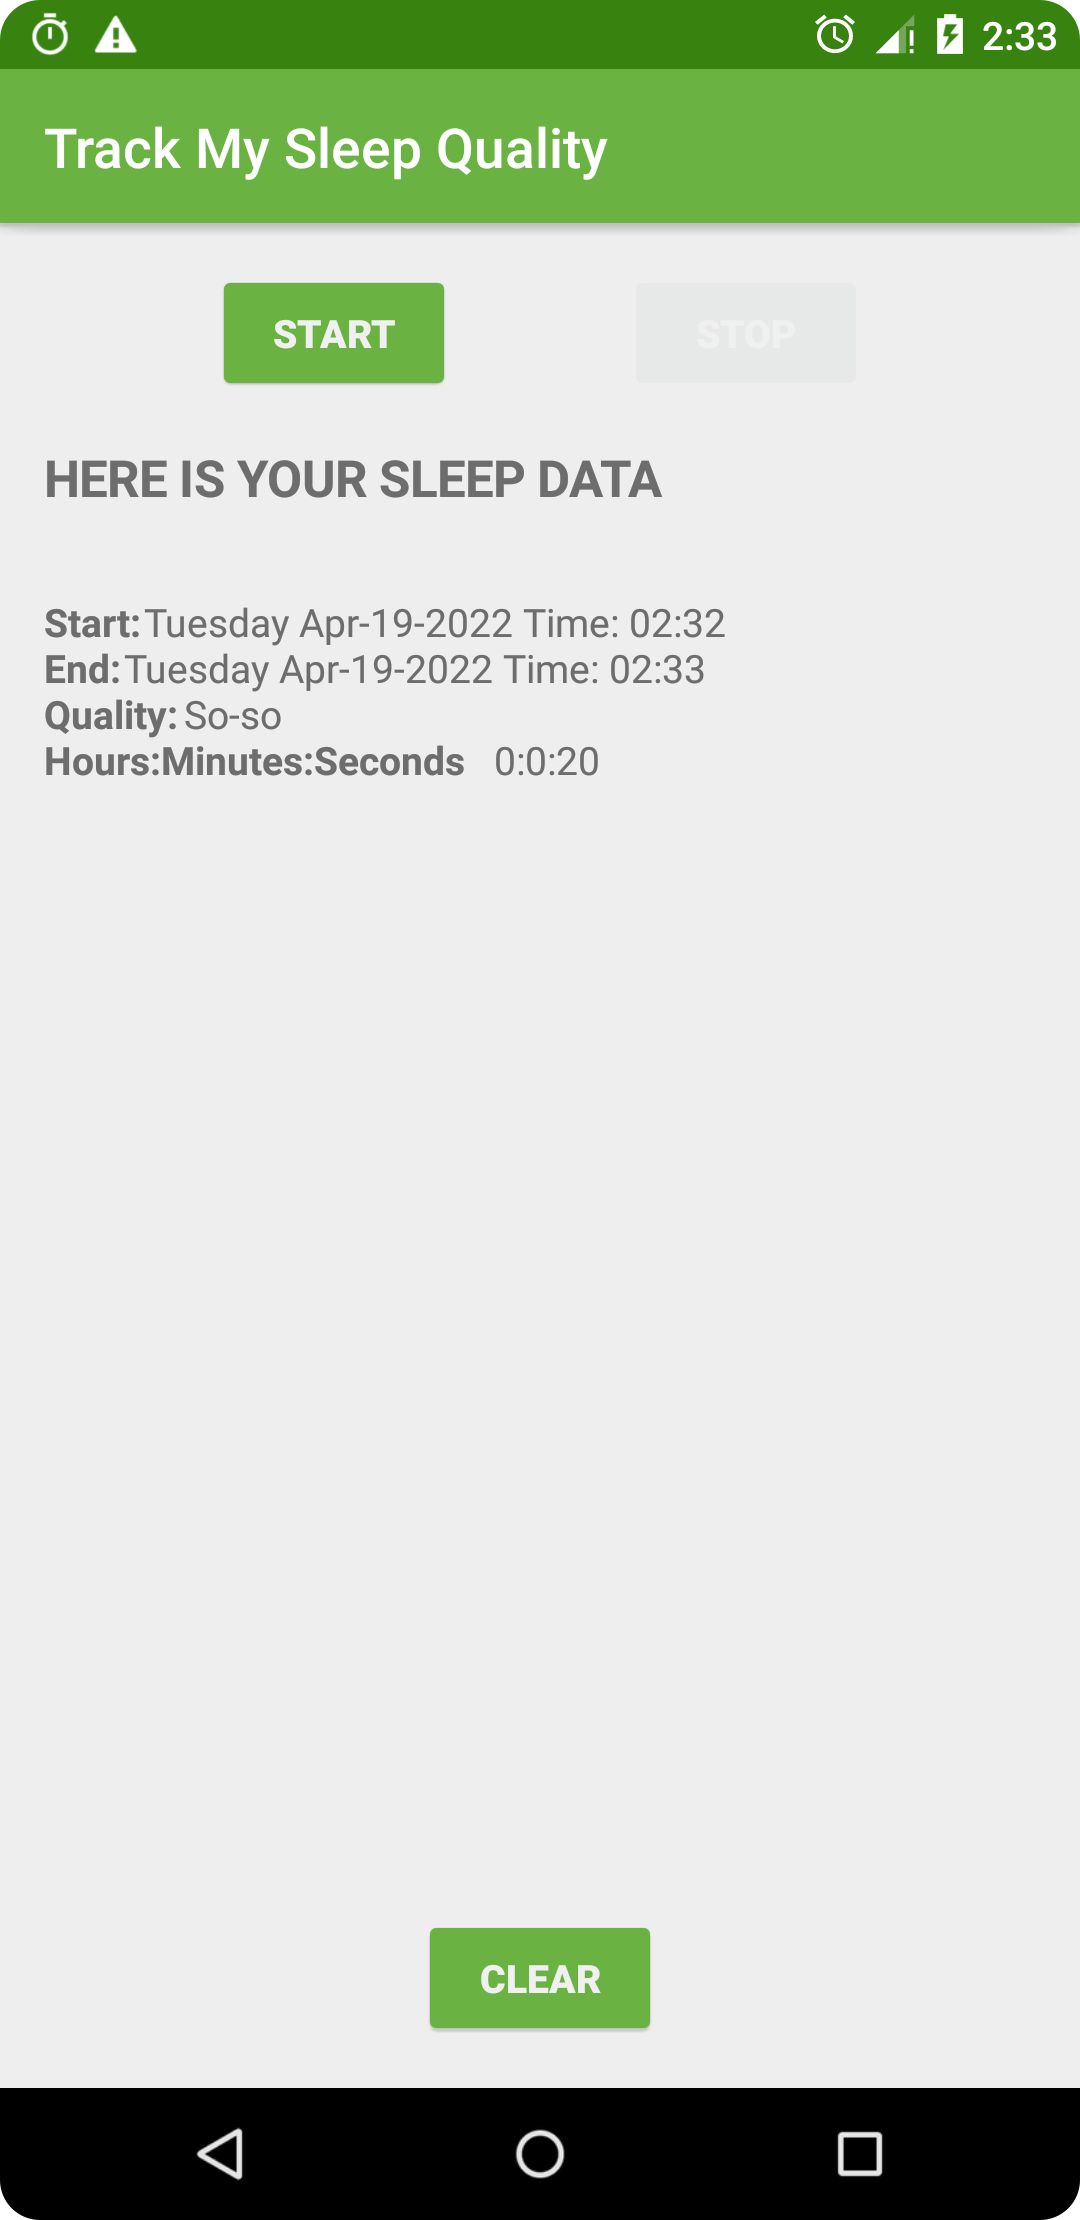 2:33
Track My Sleep Quality
START STOP
HERE IS YOUR SLEEP DATA
Start: Tuesday Apr-19-2022 Time: 02:32
End: Tuesday Apr-19-2022 Time: 02:33
Quality: So-so
Hours:Minutes:Seconds 0:0:20
CLEAR